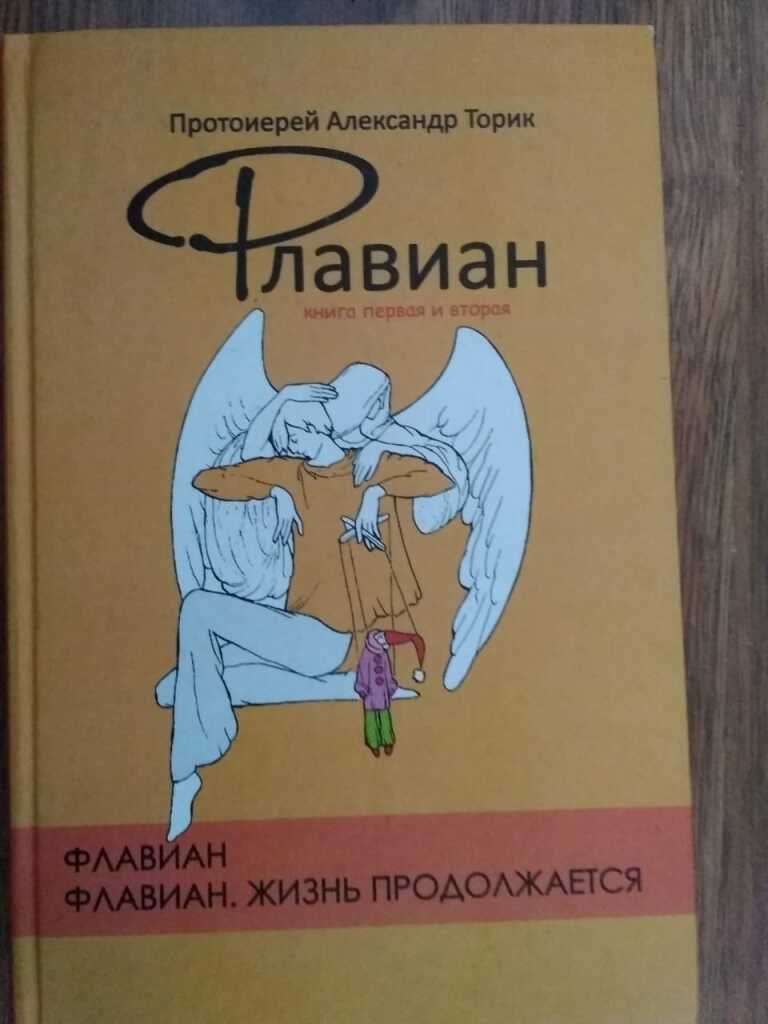 Протоиерей Александр Торик
Флавиан
книга первая и вторая
ФЛАВИАН
ФЛАВИАН. ЖИЗНЬ ПРОДОЛЖАЕТСЯ